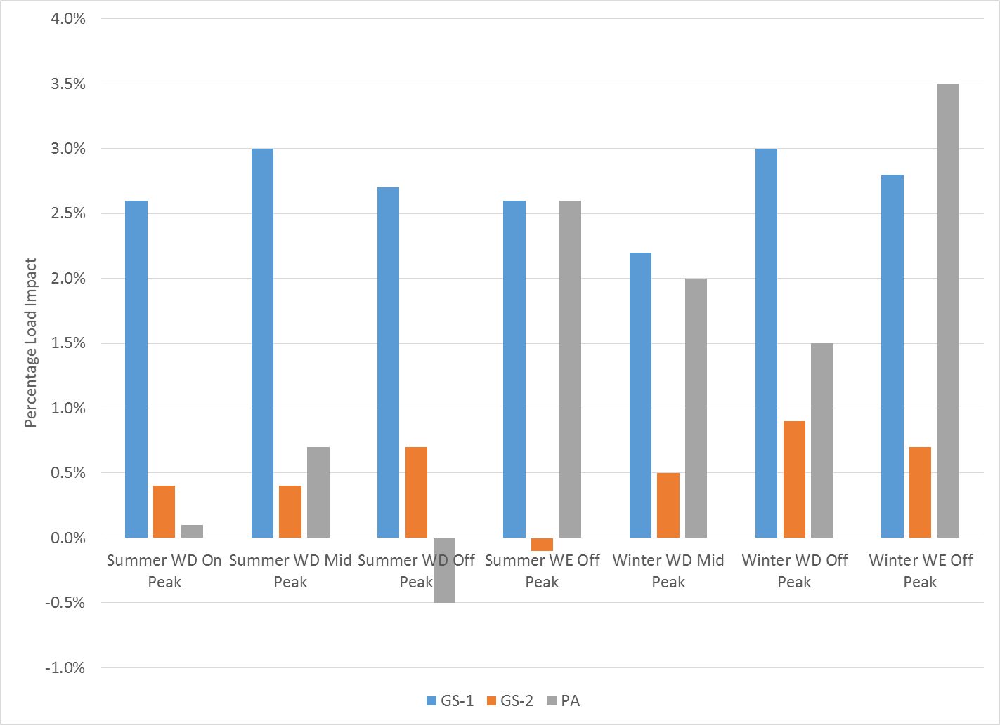 4.0%
3.5%
3.0%
2.5%
2.0%
1.5%
1.0%
0.5%
0.0%
-0.5%
-1.0%
Percentage Load Impact
Summer WD On Peak
Summer WD Mid Peak
Summer WD Off Peak
Summer WE Off Peak
Winter WD Mid Peak
Winter WD Off Peak
Winter WE Off Peak
GS-1 GS-2 PA